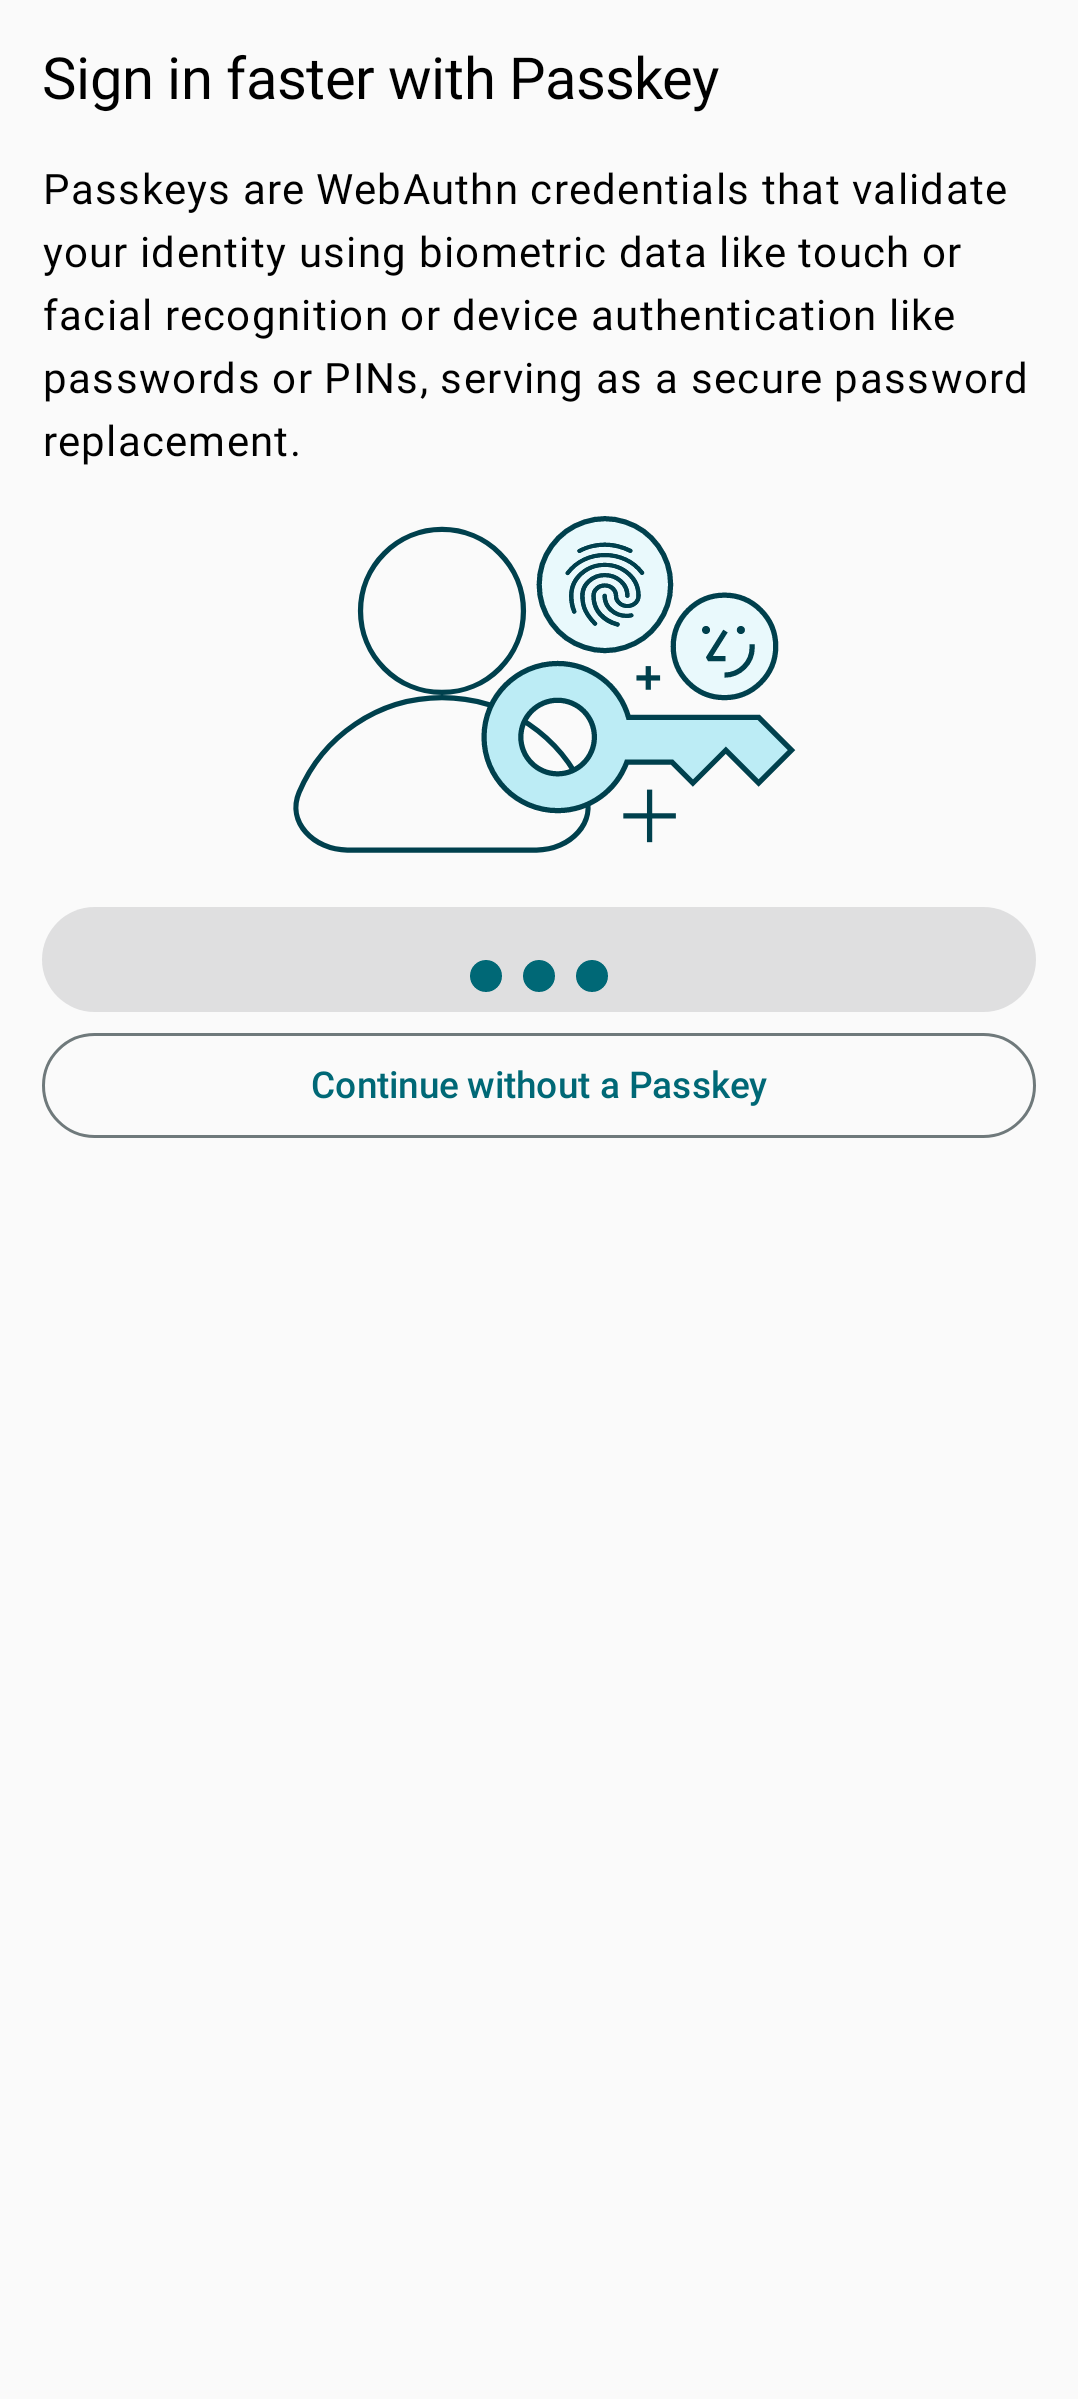 Sign in faster with Passkey
Passkeys are WebAuthn credentials that validate
your identity using biometric data like touch or
facial recognition or device authentication like
passwords or PINs, serving as a secure password
replacement.
Continue without a Passkey